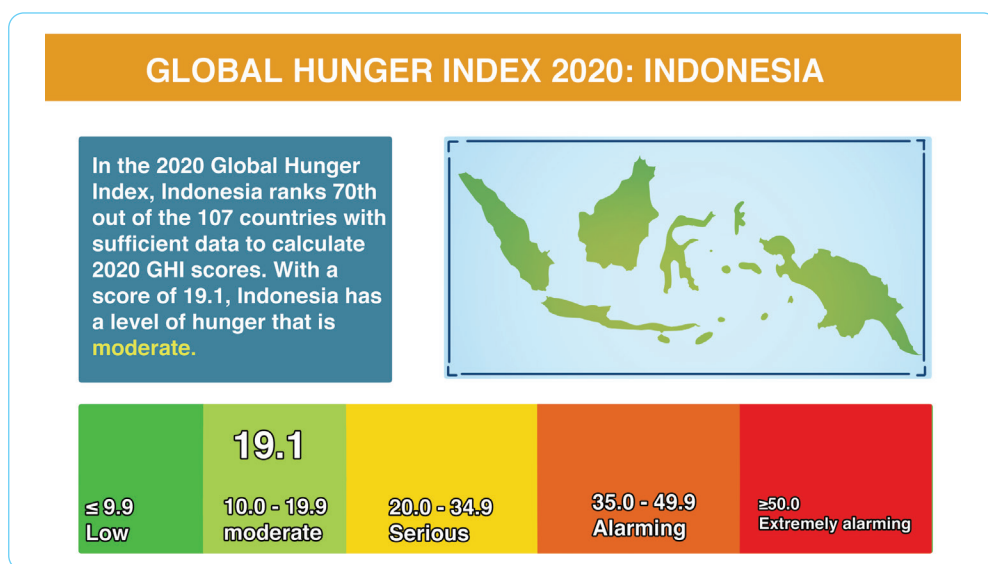 GLOBAL HUNGER INDEX 2020: INDONESIA
In the 2020 Global Hunger
Index, Indonesia ranks 70th
out of the 107 countries with
sufficient data to calculate
2020 GHI scores. With a
score of 19.1, Indonesia has
a level of hunger that is
moderate.
19.1
≤ 9.9
Low
10.0 - 19.9
moderate
20.0 - 34.9
Serious
35.0 - 49.9
Alarming
≥50.0
Extremely alarming